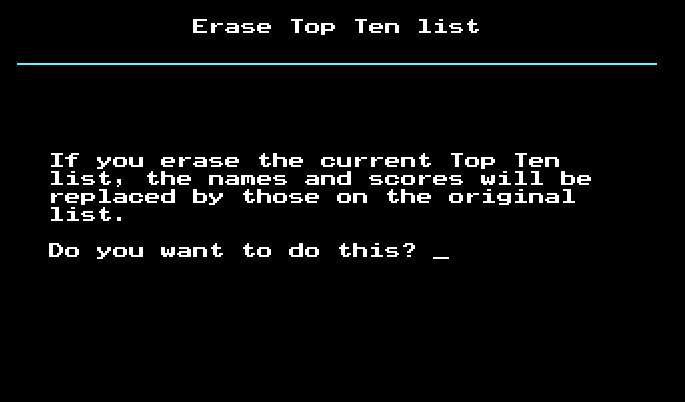 Erase Top Ten list
If you erase the current Top Ten
list, the names and scores will be
replaced by those on the original
list.
Do you want to do this? _